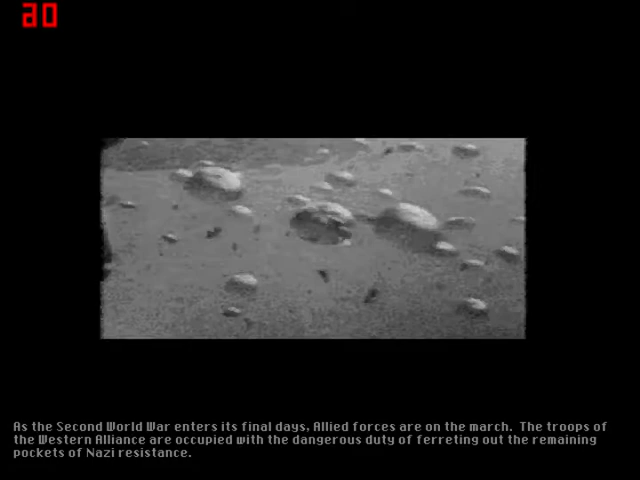 20
As the Second World War enters its final days, Allied forces are on the march. The troops of
the Western Alliance are occupied with the dangerous duty of ferreting out the remaining
pockets of Nazi resistance.